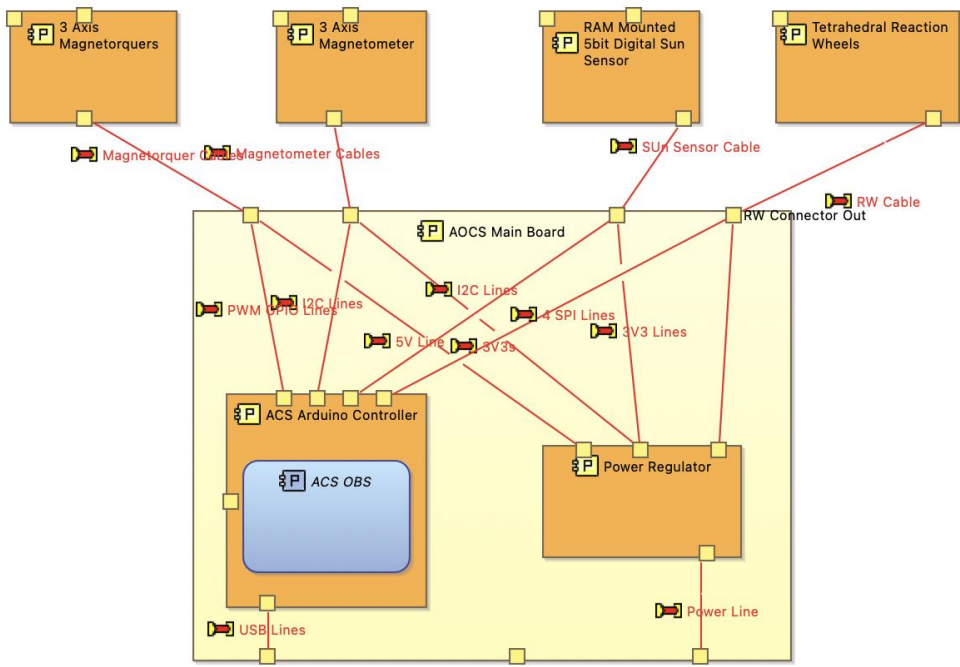 3 Axis
Magnetorquers
3 Axis
Magnetometer
RAM Mounted
5bit Digital Sun
Sensor
Tetrahedral Reaction
Wheels
Magnetorquer Cables
Magnetometer Cables
SUn Sensor Cable
RW Cable
RW Connector Out
AOCS Main Board
I2C Lines
PWM GPIO Lines
I2C Lines
4 SPI Lines
3V3 Lines
5V Line
3V3s
ACS Arduino Controller
ACS OBS
Power Regulator
Power Line
USB Lines